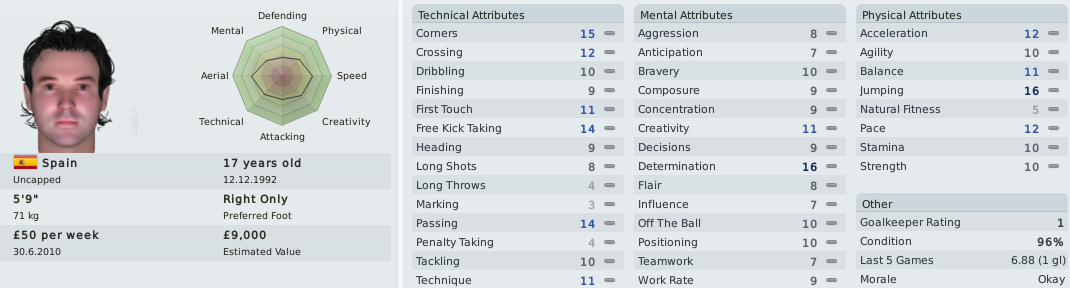 Defending
Mental
Physical
Aerial
Speed
Technical
Creativity
Attacking
Spain
17 years old
Uncapped
12.12.1992
5'9"
Right Only
71 kg
Preferred Foot
£50 per week
£9,000
30.6.2010
Estimated Value
Technical Attributes
Corners 15
Crossing 12
Dribbling 10
Finishing 9
First Touch 11
Free Kick Taking 14
Heading 9
Long Shots 8
Long Throws 4
Marking 3
Passing 14
Penalty Taking 4
Tackling 10
Technique 11
Mental Attributes
Aggression 8
Anticipation 7
Bravery 10
Composure 9
Concentration 9
Creativity 11
Decisions 9
Determination 16
Flair 8
Influence 7
Off The Ball 10
Positioning 10
Teamwork 7
Work Rate 9
Physical Attributes
Acceleration 12
Agility 10
Balance 11
Jumping 16
Natural Fitness 5
Pace 12
Stamina 10
Strength 10
Other
Goalkeeper Rating 1
Condition 96%
Last 5 Games 6.88 (1 gl)
Morale Okay